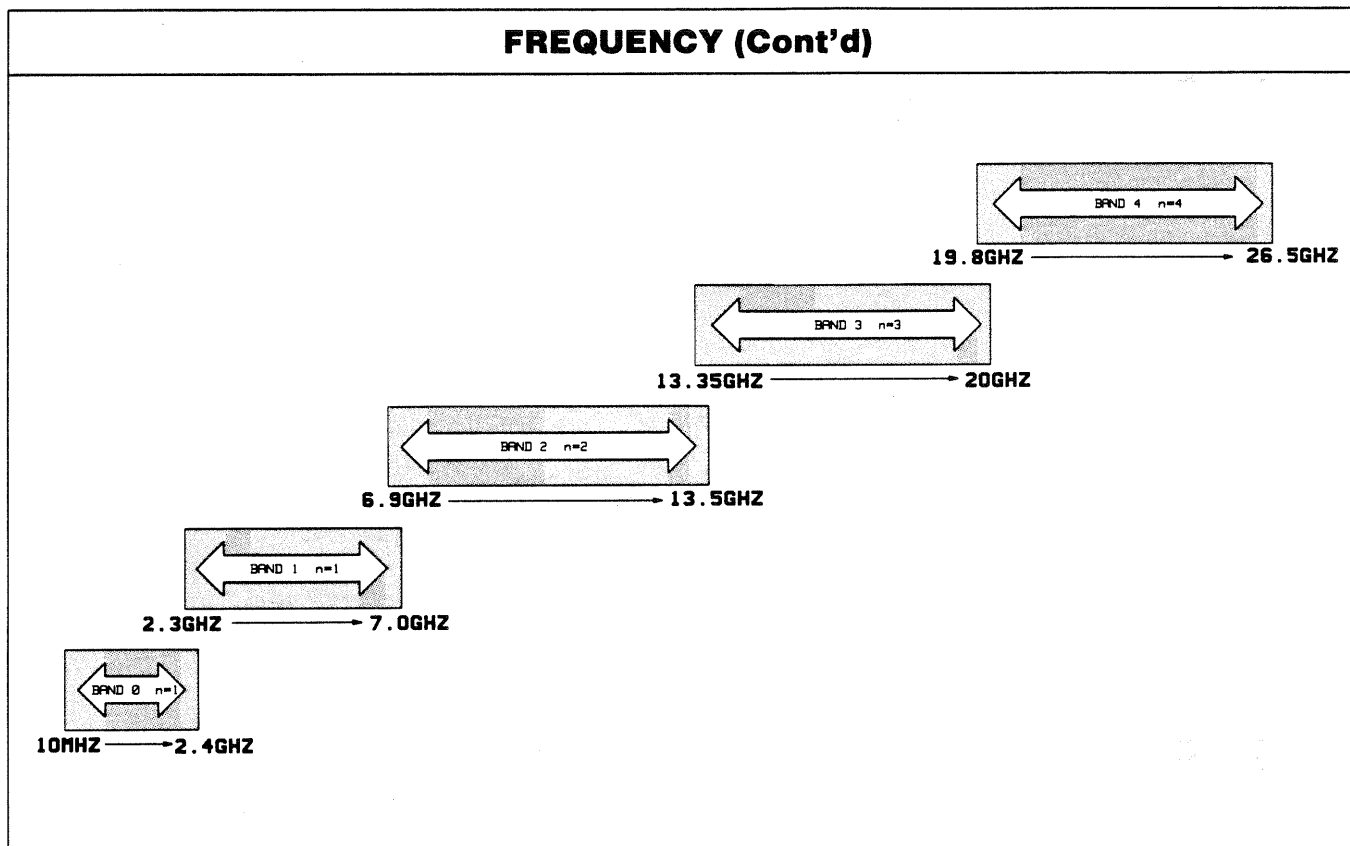 FREQUENCY (Cont'd)
BAND 4 n=4
19.8GHZ 26.5GHZ
BAND 3 n=3
13.35GHZ 20GHZ
BAND 2 n=2
6.9GHZ 13.5GHZ
BAND 1 n=1
2.3GHZ 7.0GHZ
BAND 0 n=1
10MHZ 2.4GHZ